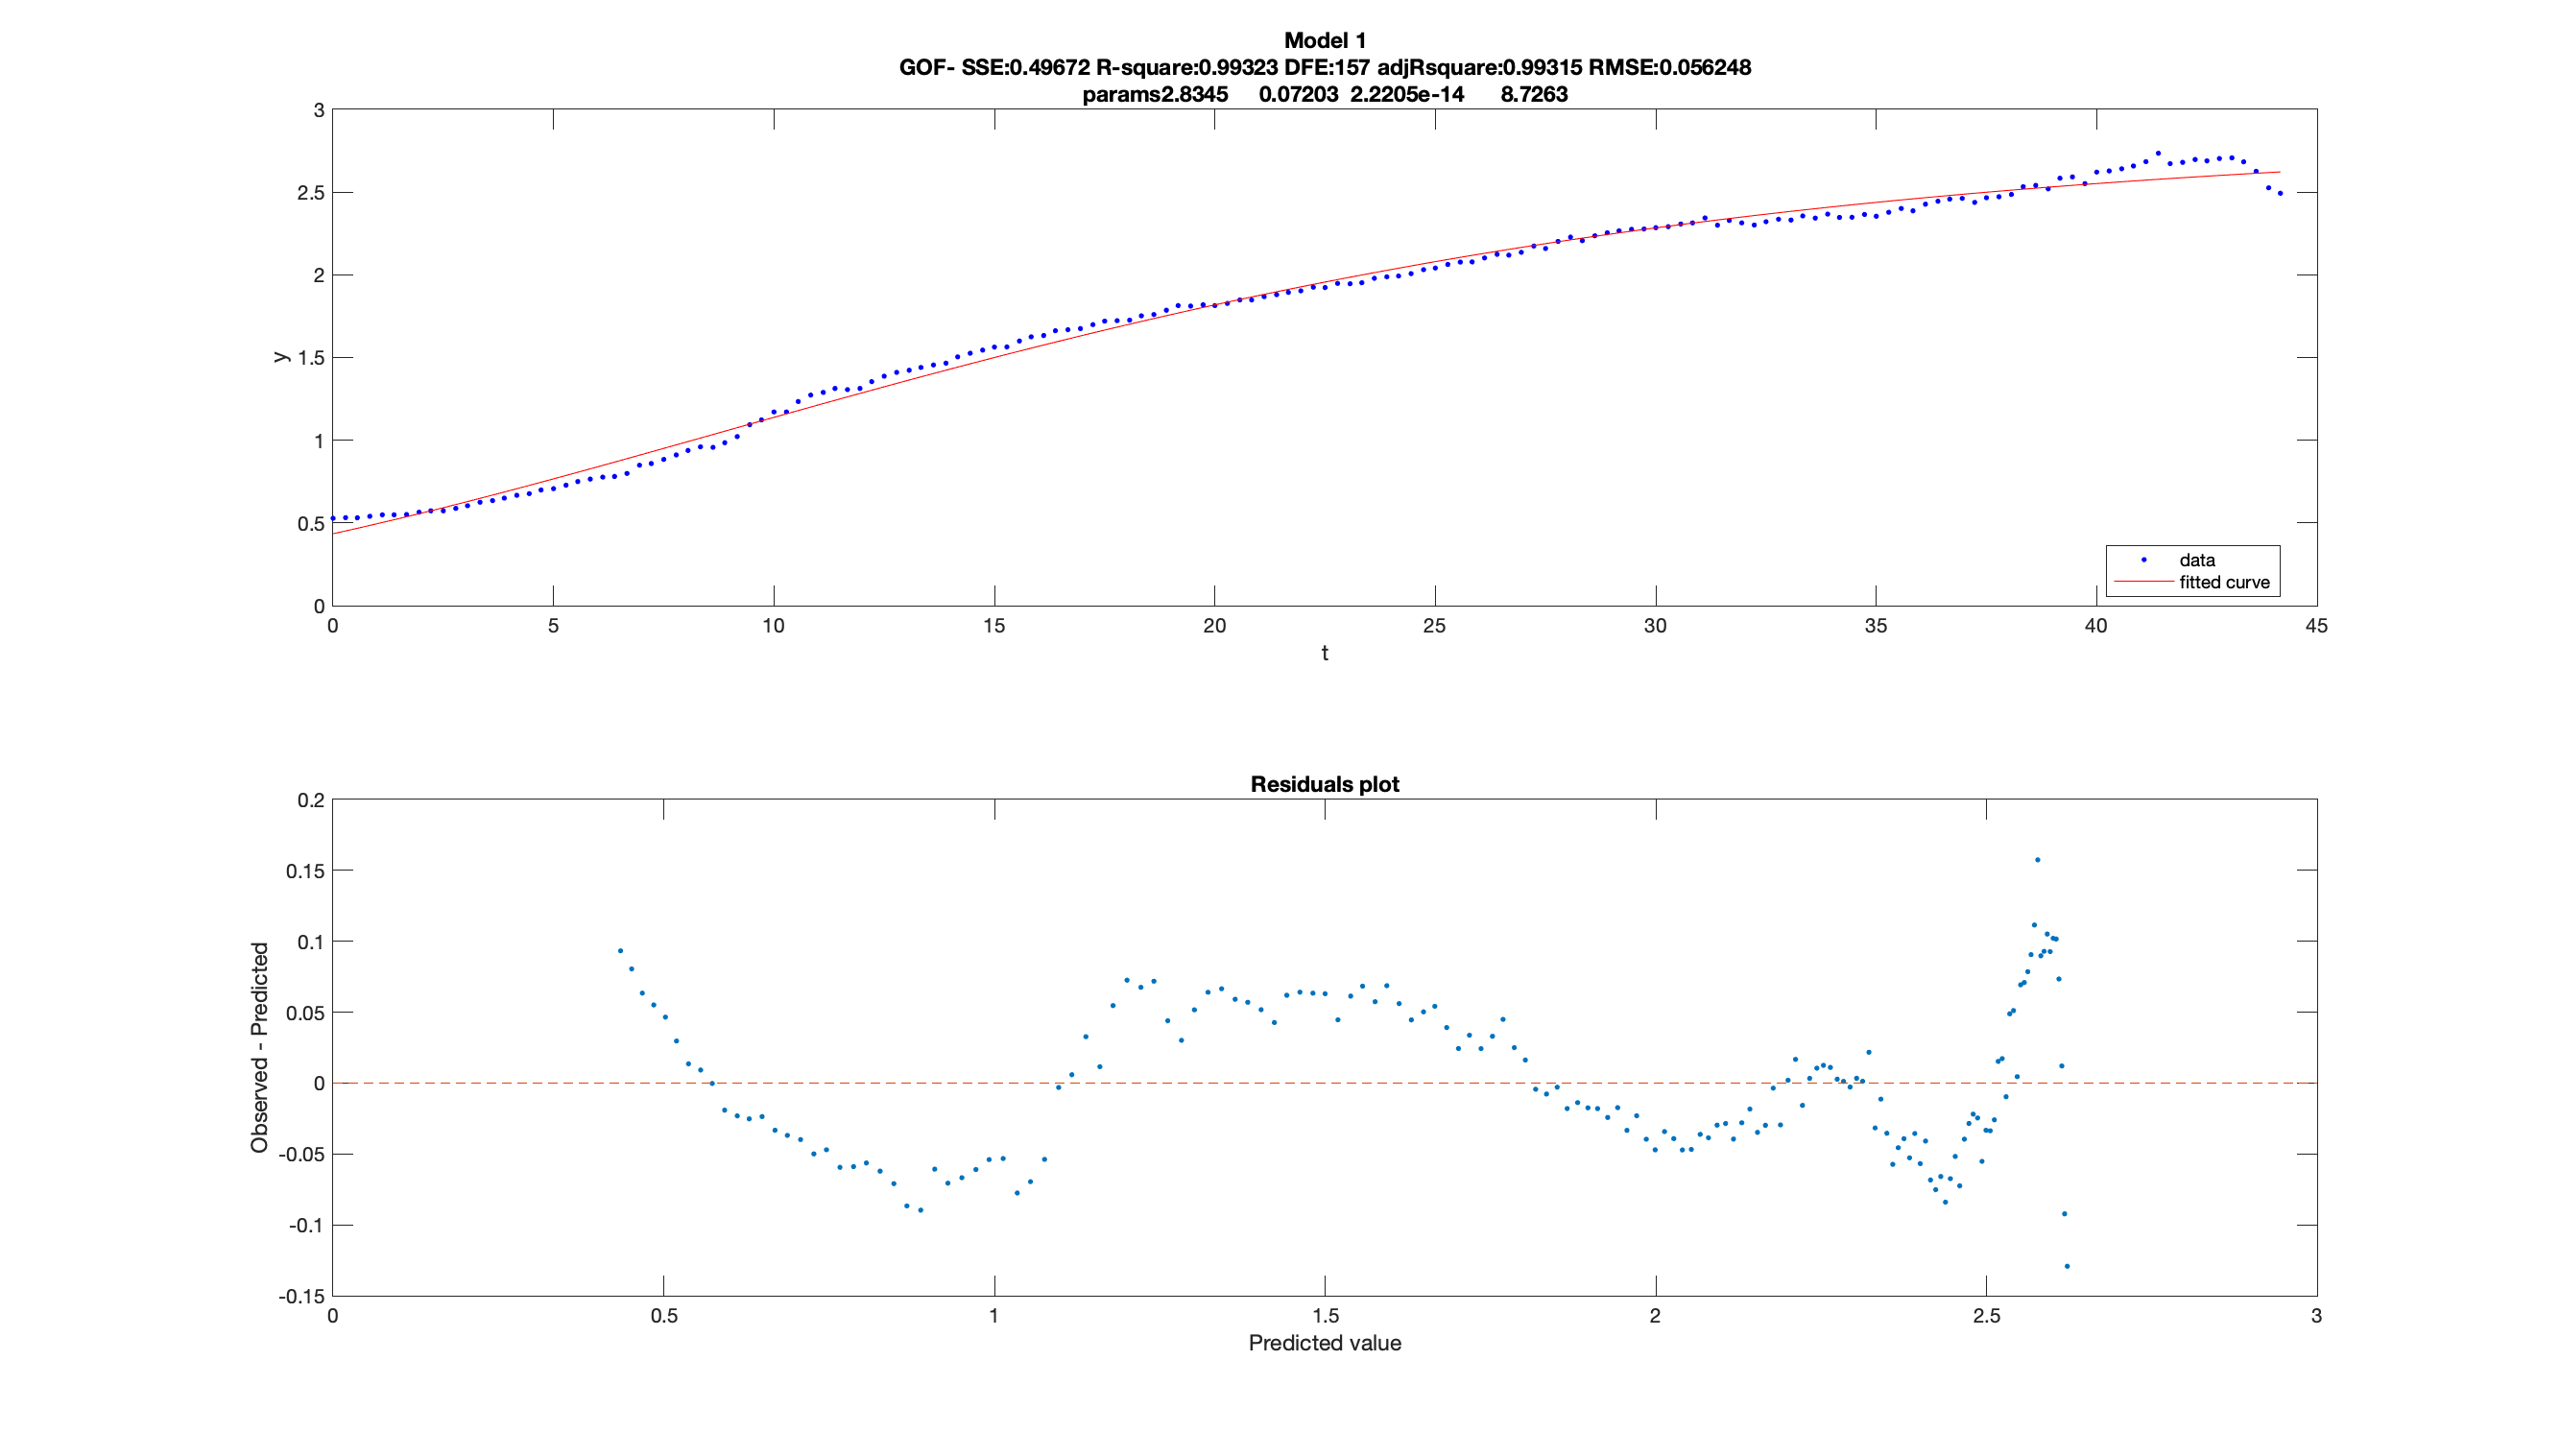 Model 1
GOF- SSE:0.49672 R-square:0.99323 DFE:157 adjRsquare:0.99315 RMSE:0.056248
params2.8345 0.07203 2.2205e-14 8.7263
3
2.5
2
1.5
1
0.5
0
y
0 5 10 15 20 25 30 35 40 45
t
data
fitted curve
Residuals plot
0.2
0.15
0.1
0.05
0
-0.05
-0.1
-0.15
Observed - Predicted
0 0.5 1 1.5 2 2.5 3
Predicted value